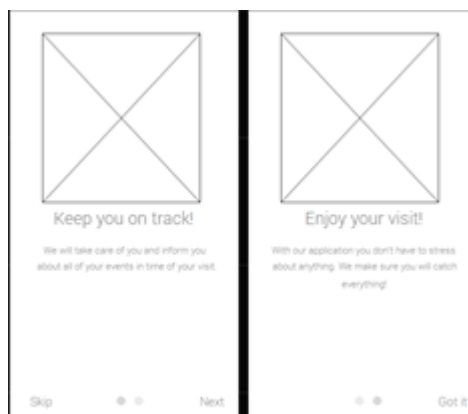 Keep you on track!
We will take care of you and inform you
about all of your events in time of your visit.
Skip
Next
Enjoy your visit!
With our application you don't have to stress
about anything. We make sure you will catch
everything!
Got it